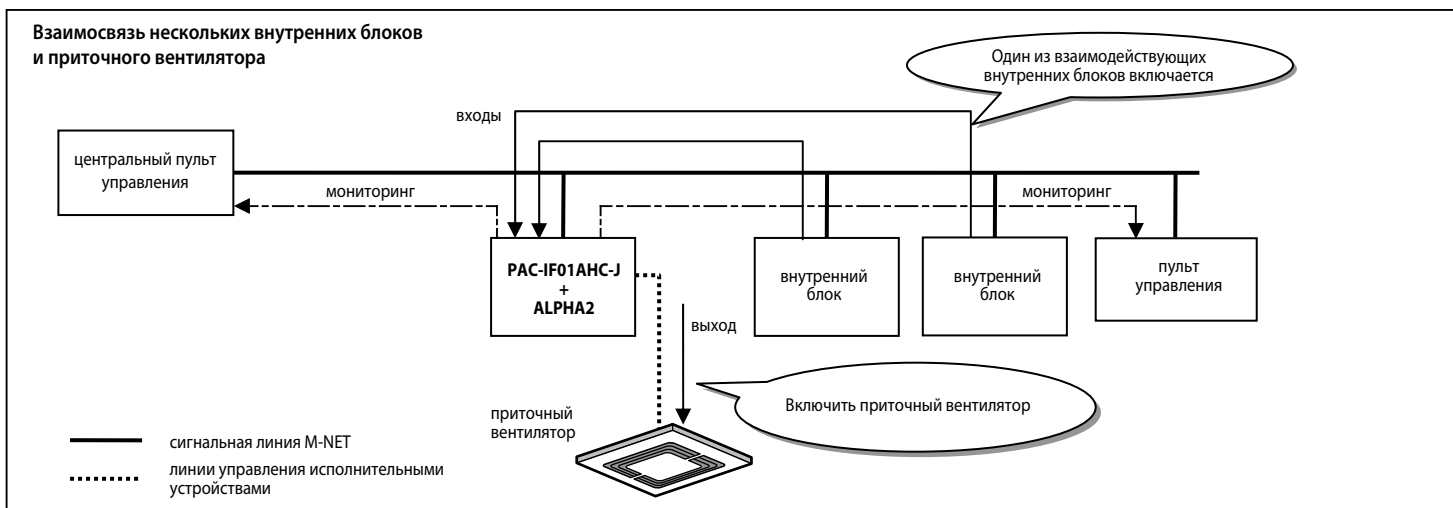 Взаимосвязь нескольких внутренних блоков
и приточного вентилятора
Один из взаимодействующих
внутренних блоков включается
входы
центральный пульт
управления
мониторинг
мониторинг
PAC-IF01AHC-J
+
ALPHA2
внутренний
блок
внутренний
блок
пульт
управления
выход
Включить приточный вентилятор
приточный
вентилятор
сигнальная линия M-NET
линии управления исполнительными
устройствами